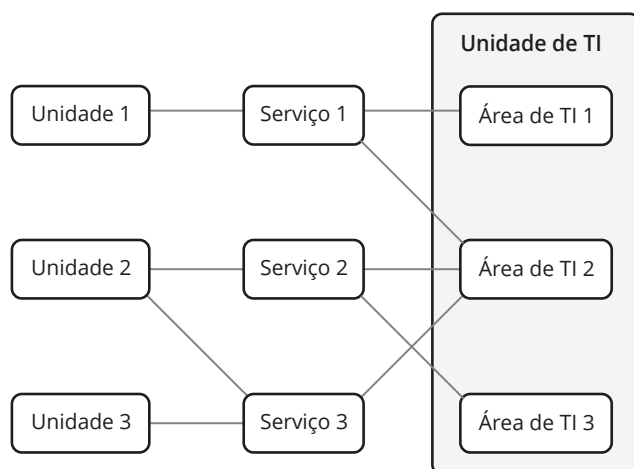 Unidade de TI
Unidade 1
Serviço 1
Área de TI 1
Unidade 2
Serviço 2
Área de TI 2
Unidade 3
Serviço 3
Área de TI 3